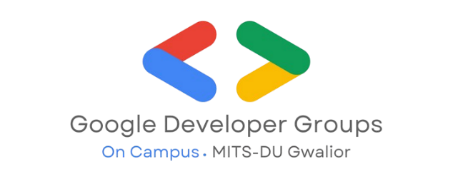 Google Developer Groups
On Campus • MITS-DU Gwalior